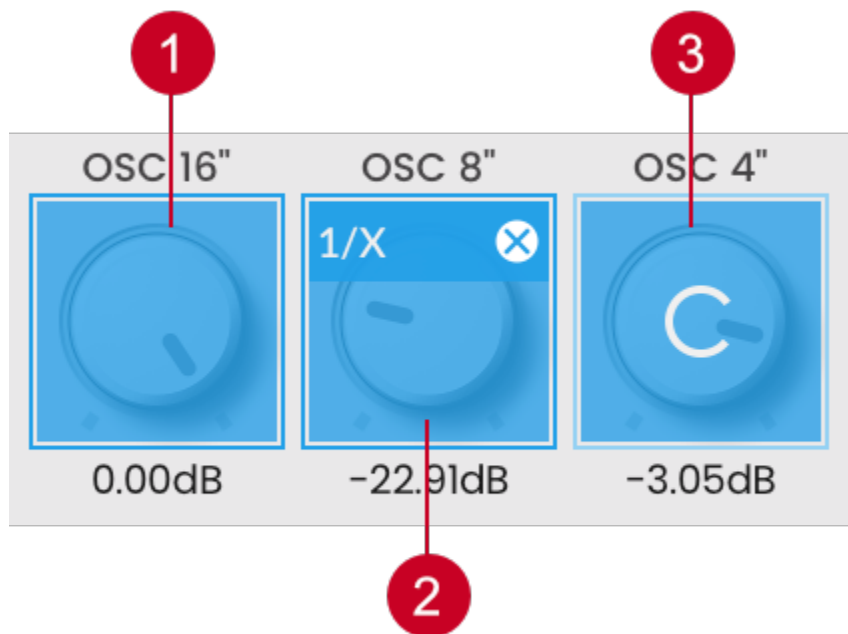 1
3
OSC 16"
OSC 8"
OSC 4"
1/X
0.00dB
-22.91dB
-3.05dB
2